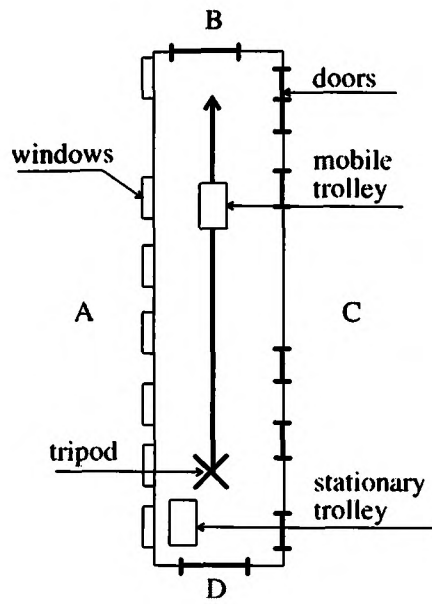 B
doors
windows
mobile
trolley
A
C
tripod
stationary
trolley
D